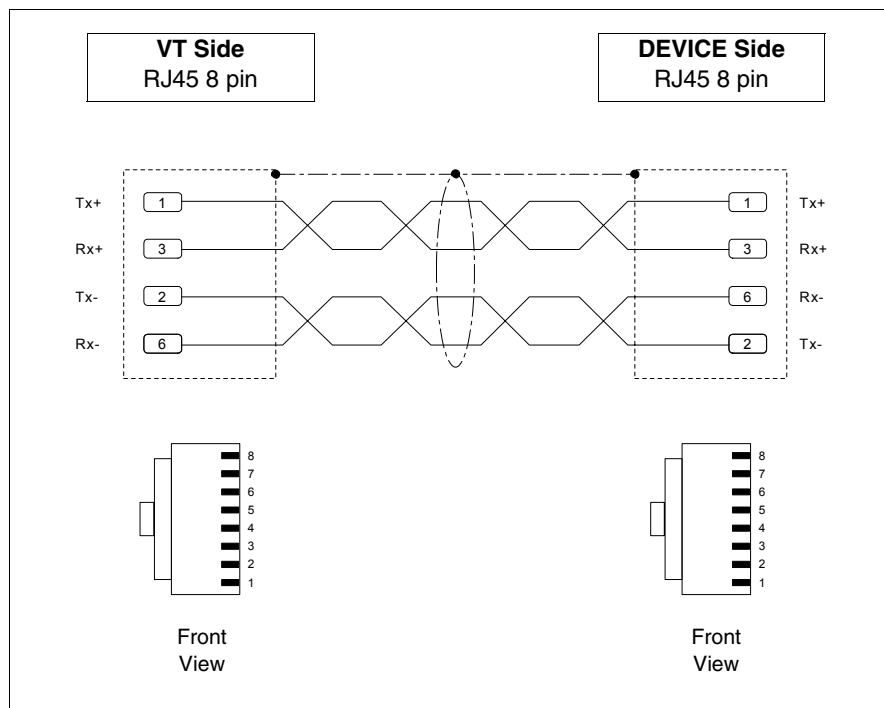 VT Side
RJ45 8 pin
DEVICE Side
RJ45 8 pin
Tx+ 1 1 Tx+
Rx+ 3 3 Rx+
Tx- 2 6 Rx-
Rx- 6 2 Tx-
8
7
6
5
4
3
2
1
Front
View
8
7
6
5
4
3
2
1
Front
View